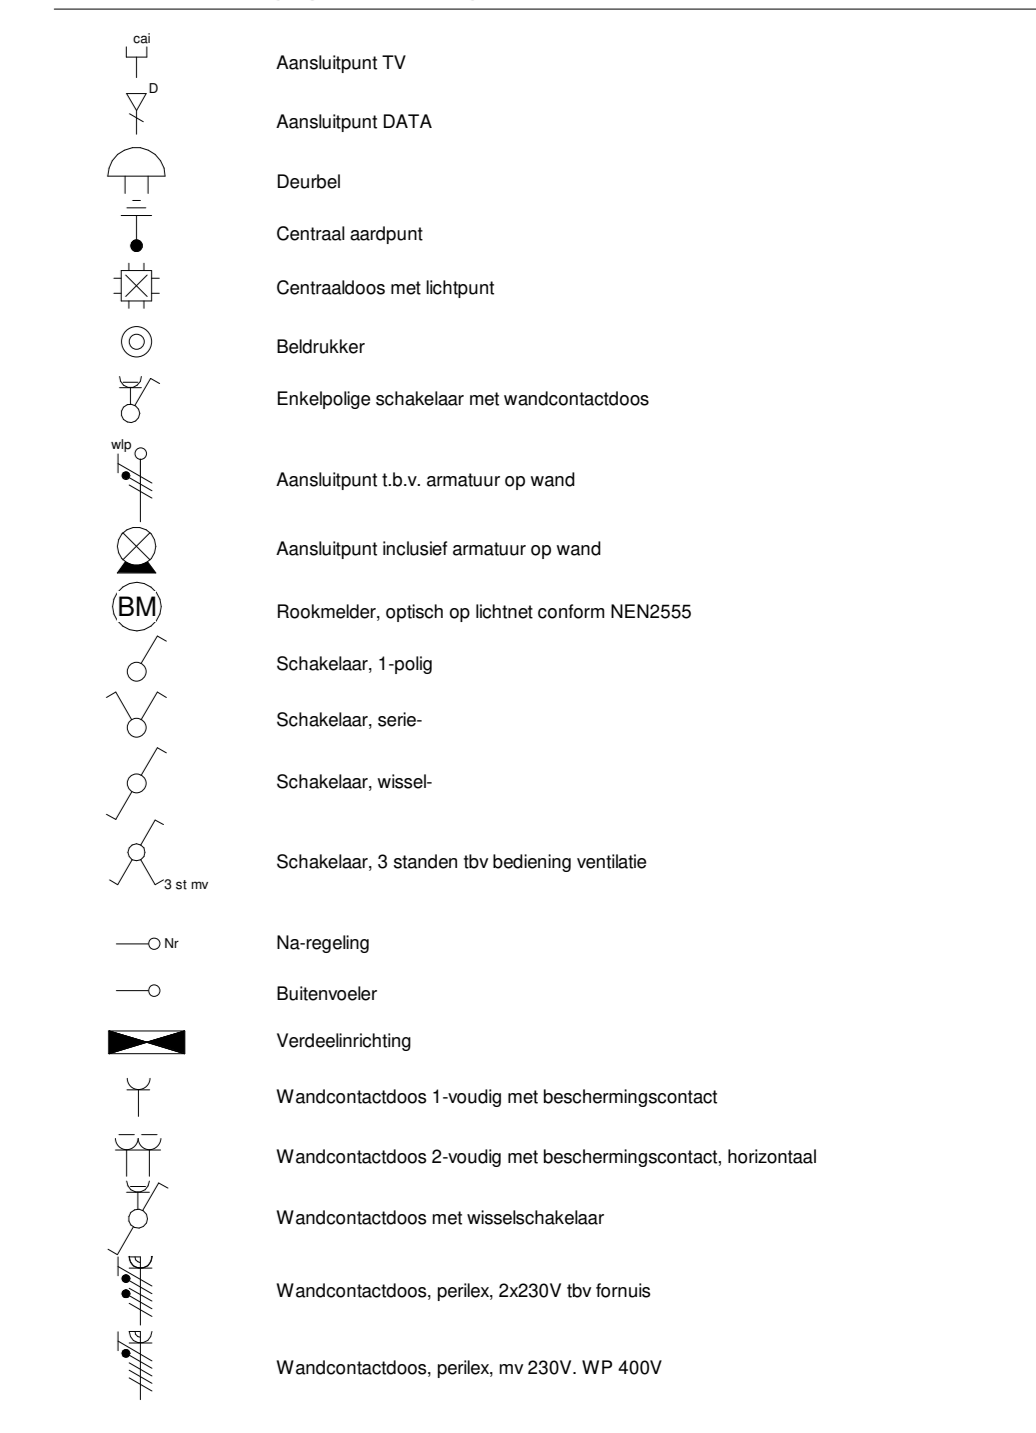 cai
Aansluitpunt TV
D
Aansluitpunt DATA
Deurbel
Centraal aardpunt
Centraaldoos met lichtpunt
Beldrukker
Enkelpolige schakelaar met wandcontactdoos
wlp
Aansluitpunt t.b.v. armatuur op wand
Aansluitpunt inclusief armatuur op wand
BM
Rookmelder, optisch op lichtnet conform NEN2555
Schakelaar, 1-polig
Schakelaar, serie-
Schakelaar, wissel-
Schakelaar, 3 standen tbv bediening ventilatie
3 st mv
Nr
Na-regeling
Buitenvoeler
Verdeelinrichting
Wandcontactdoos 1-voudig met beschermingscontact
Wandcontactdoos 2-voudig met beschermingscontact, horizontaal
Wandcontactdoos met wisselschakelaar
Wandcontactdoos, perilex, 2x230V tbv fornuis
Wandcontactdoos, perilex, mv 230V. WP 400V